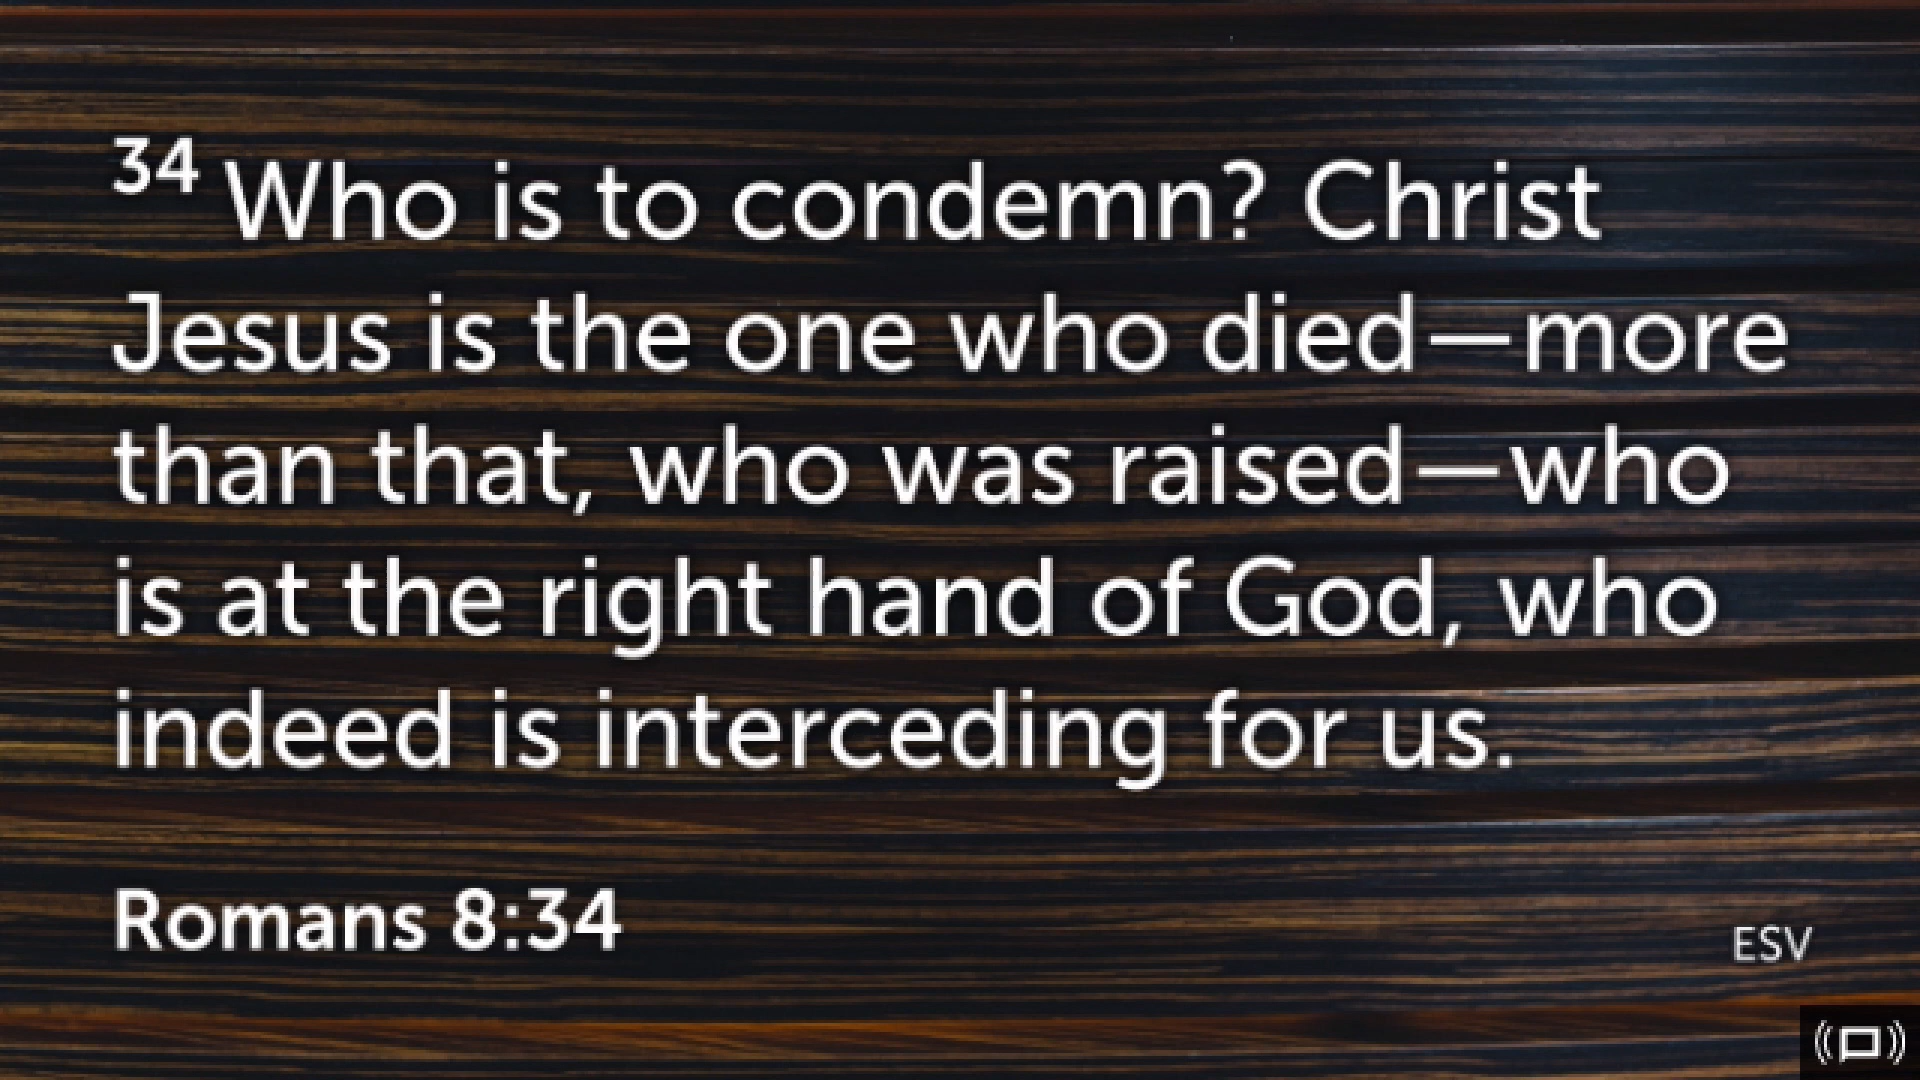 34 Who is to condemn? Christ
Jesus is the one who died—more
than that, who was raised—who
is at the right hand of God, who
indeed is interceding for us.
Romans 8:34
ESV